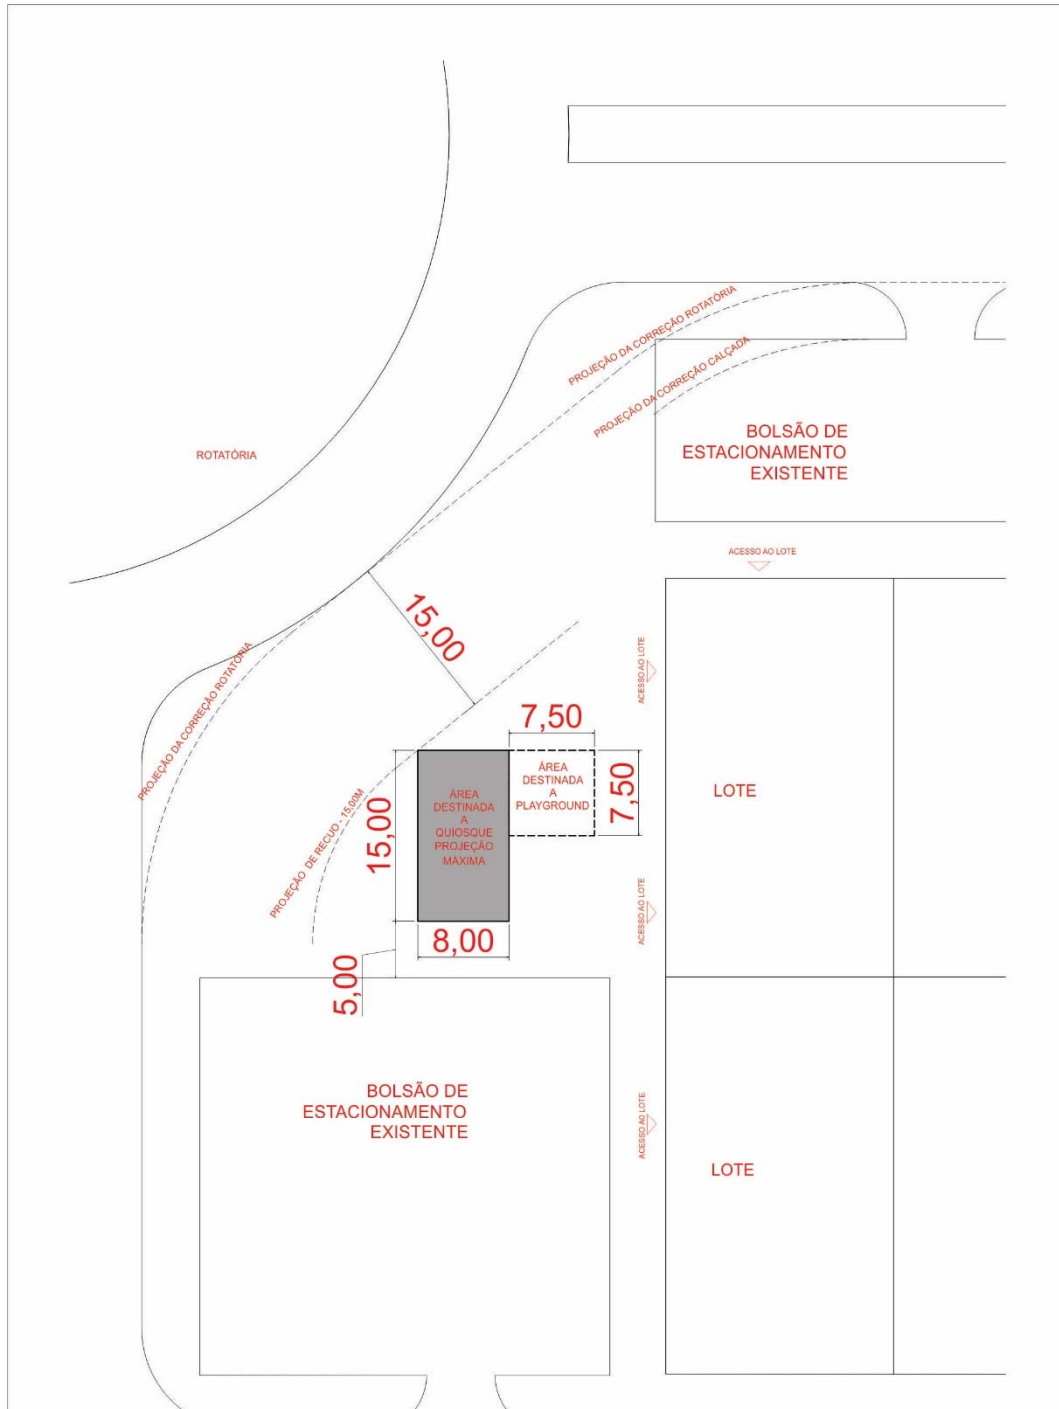 PROJEÇÃO DA CORREÇÃO ROTATÓRIA
PROJEÇÃO DA CORREÇÃO CALÇADA
BOLSÃO DE
ESTACIONAMENTO
EXISTENTE
ROTATÓRIA
ACESSO AO LOTE
15,00
ACESSO AO LOTE
PROJEÇÃO DA CORREÇÃO ROTATÓRIA
7,50
ÁREA
DESTINADA
A
PLAYGROUND
7,50
ÁREA
DESTINADA
A
QUIOSQUE
PROJEÇÃO
MÁXIMA
LOTE
15,00
PROJEÇÃO DE RECUO - 15,00M
ACESSO AO LOTE
8,00
5,00
BOLSÃO DE
ESTACIONAMENTO
EXISTENTE
ACESSO AO LOTE
LOTE